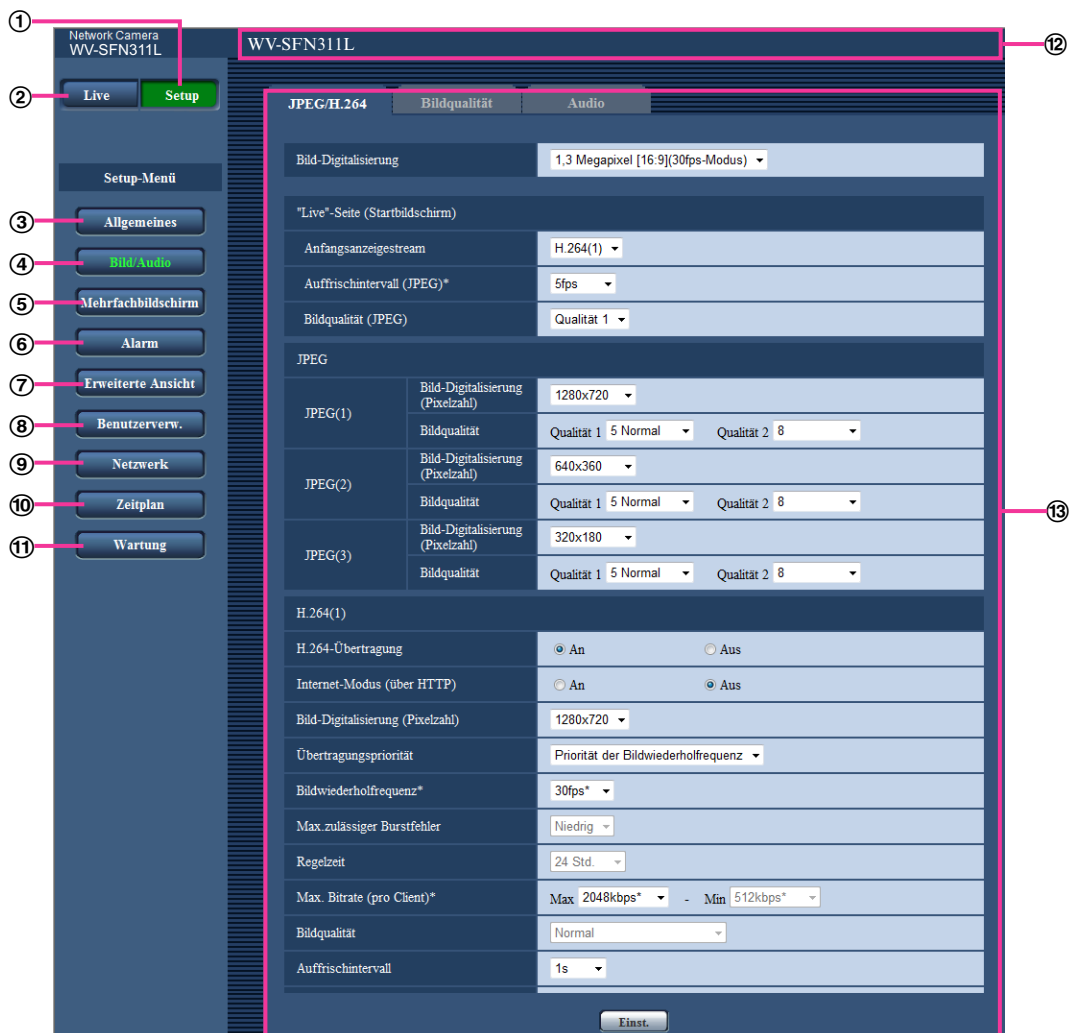 ①
Network Camera
WV-SFN311L
WV-SFN311L
⑫
②
Live
Setup
JPEG/H.264
Bildqualität
Audio
Bild-Digitalisierung
1,3 Megapixel [16:9](30fps-Modus)
Setup-Menü
③
Allgemeines
④
Bild/Audio
⑤
Mehrfachbildschirm
⑥
Alarm
⑦
Erweiterte Ansicht
⑧
Benutzerverw.
⑨
Netzwerk
⑩
Zeitplan
⑪
Wartung
"Live"-Seite (Startbildschirm)
Anfangsanzeigestream
H.264(1)
Auffrischintervall (JPEG)*
5fps
Bildqualität (JPEG)
Qualität 1
JPEG
JPEG(1)
Bild-Digitalisierung
(Pixelzahl)
1280x720
Bildqualität
Qualität 1 5 Normal Qualität 2 8
JPEG(2)
Bild-Digitalisierung
(Pixelzahl)
640x360
Bildqualität
Qualität 1 5 Normal Qualität 2 8
⑬
JPEG(3)
Bild-Digitalisierung
(Pixelzahl)
320x180
Bildqualität
Qualität 1 5 Normal Qualität 2 8
H.264(1)
H.264-Übertragung
An Aus
Internet-Modus (über HTTP)
An Aus
Bild-Digitalisierung (Pixelzahl)
1280x720
Übertragungspriorität
Priorität der Bildwiederholfrequenz
Bildwiederholfrequenz*
30fps*
Max.zulässiger Burstfehler
Niedrig
Regelzeit
24 Std.
Max. Bitrate (pro Client)*
Max 2048kbps* - Min 512kbps*
Bildqualität
Normal
Auffrischintervall
1s
Einst.